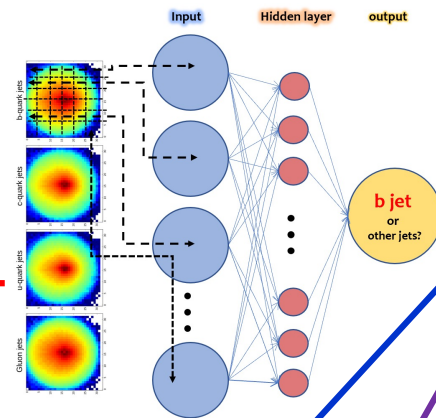 Input
Hidden layer
output
b-quark jets
c-quark jets
u-quark jets
Gluon jets
b jet
or
other jets?